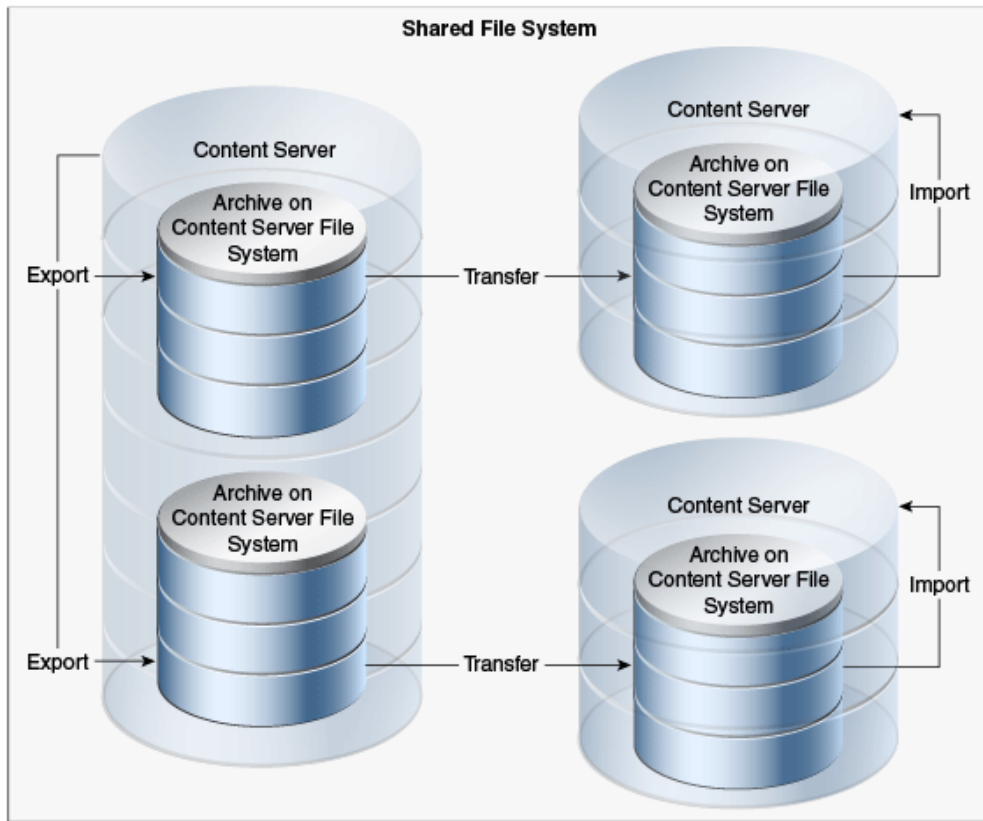 Shared File System
Content Server
Archive on
Content Server File
System
Export
Transfer
Content Server
Archive on
Content Server File
System
Import
Archive on
Content Server File
System
Export
Transfer
Content Server
Archive on
Content Server File
System
Import